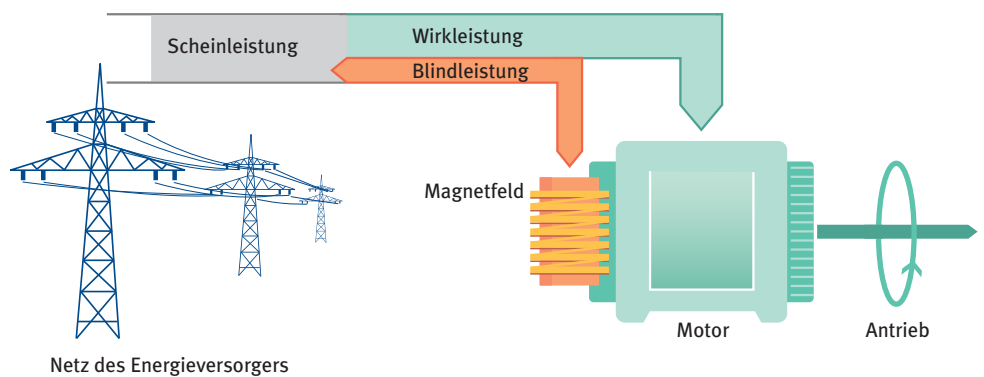 Scheinleistung
Wirkleistung
Blindleistung
Magnetfeld
Motor
Antrieb
Netz des Energieversorgers